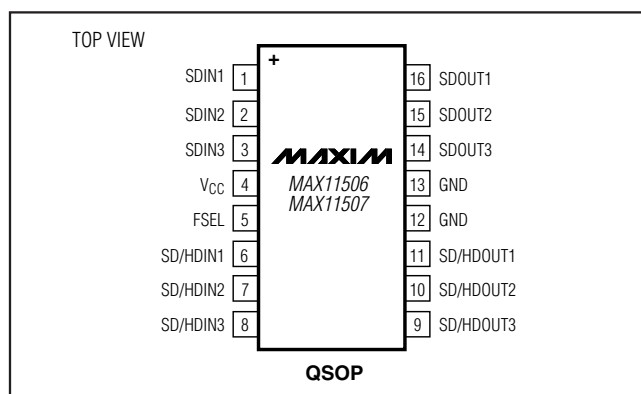 TOP VIEW
+
SDIN1 1
SDIN2 2
SDIN3 3
VCC 4
FSEL 5
SD/HDIN1 6
SD/HDIN2 7
SD/HDIN3 8
MAXIM
MAX11506
MAX11507
16 SDOUT1
15 SDOUT2
14 SDOUT3
13 GND
12 GND
11 SD/HDOUT1
10 SD/HDOUT2
9 SD/HDOUT3
QSOP